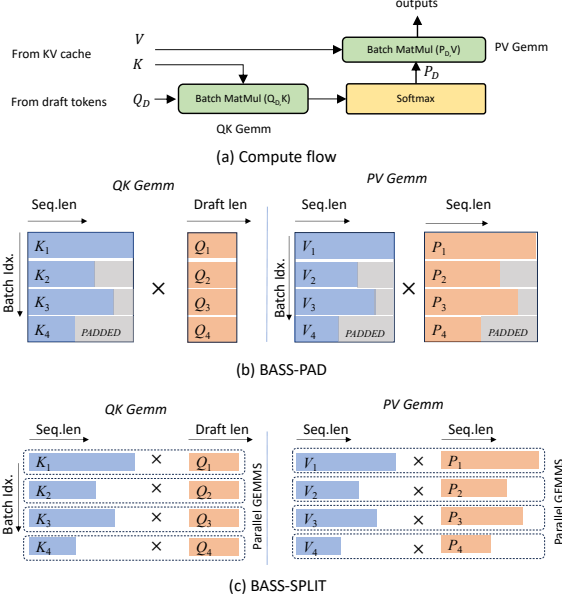 outputs
V
From KV cache
Batch MatMul (P_D,V)
PV Gemm
K
P_D
From draft tokens
Q_D
Batch MatMul (Q_D,K)
Softmax
QK Gemm
(a) Compute flow
QK Gemm
PV Gemm
Seq.len
Draft len
Seq.len
Seq.len
Batch Idx.
K1
Q1
V1
P1
K2
Q2
V2
P2
K3
×
Q3
V3
×
P3
K4
PADDED
Q4
V4
PADDED
P4
PADDED
Batch Idx.
(b) BASS-PAD
QK Gemm
PV Gemm
Seq.len
Draft len
Seq.len
Seq.len
Batch Idx.
K1 × Q1
V1 × P1
K2 × Q2
V2 × P2
K3 × Q3
V3 × P3
K4 × Q4
V4 × P4
Parallel GEMMS
Parallel GEMMs
(c) BASS-SPLIT